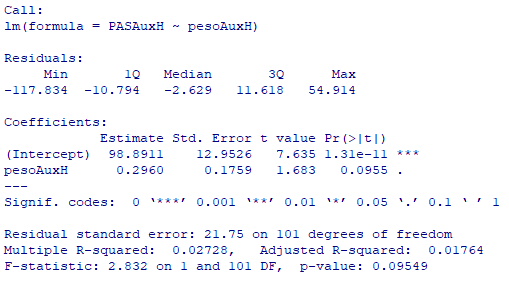 Call:
lm(formula = PASAuxH ~ pesoAuxH)
Residuals:
Min 1Q Median 3Q Max
-117.834 -10.794 -2.629 11.618 54.914
Coefficients:
Estimate Std. Error t value Pr(>|t|)
(Intercept) 98.8911 12.9526 7.635 1.31e-11 ***
pesoAuxH 0.2960 0.1759 1.683 0.0955 .
---
Signif. codes: 0 ‘***’ 0.001 ‘**’ 0.01 ‘*’ 0.05 ‘.’ 0.1 ‘ ’ 1
Residual standard error: 21.75 on 101 degrees of freedom
Multiple R-squared: 0.02728, Adjusted R-squared: 0.01764
F-statistic: 2.832 on 1 and 101 DF, p-value: 0.09549